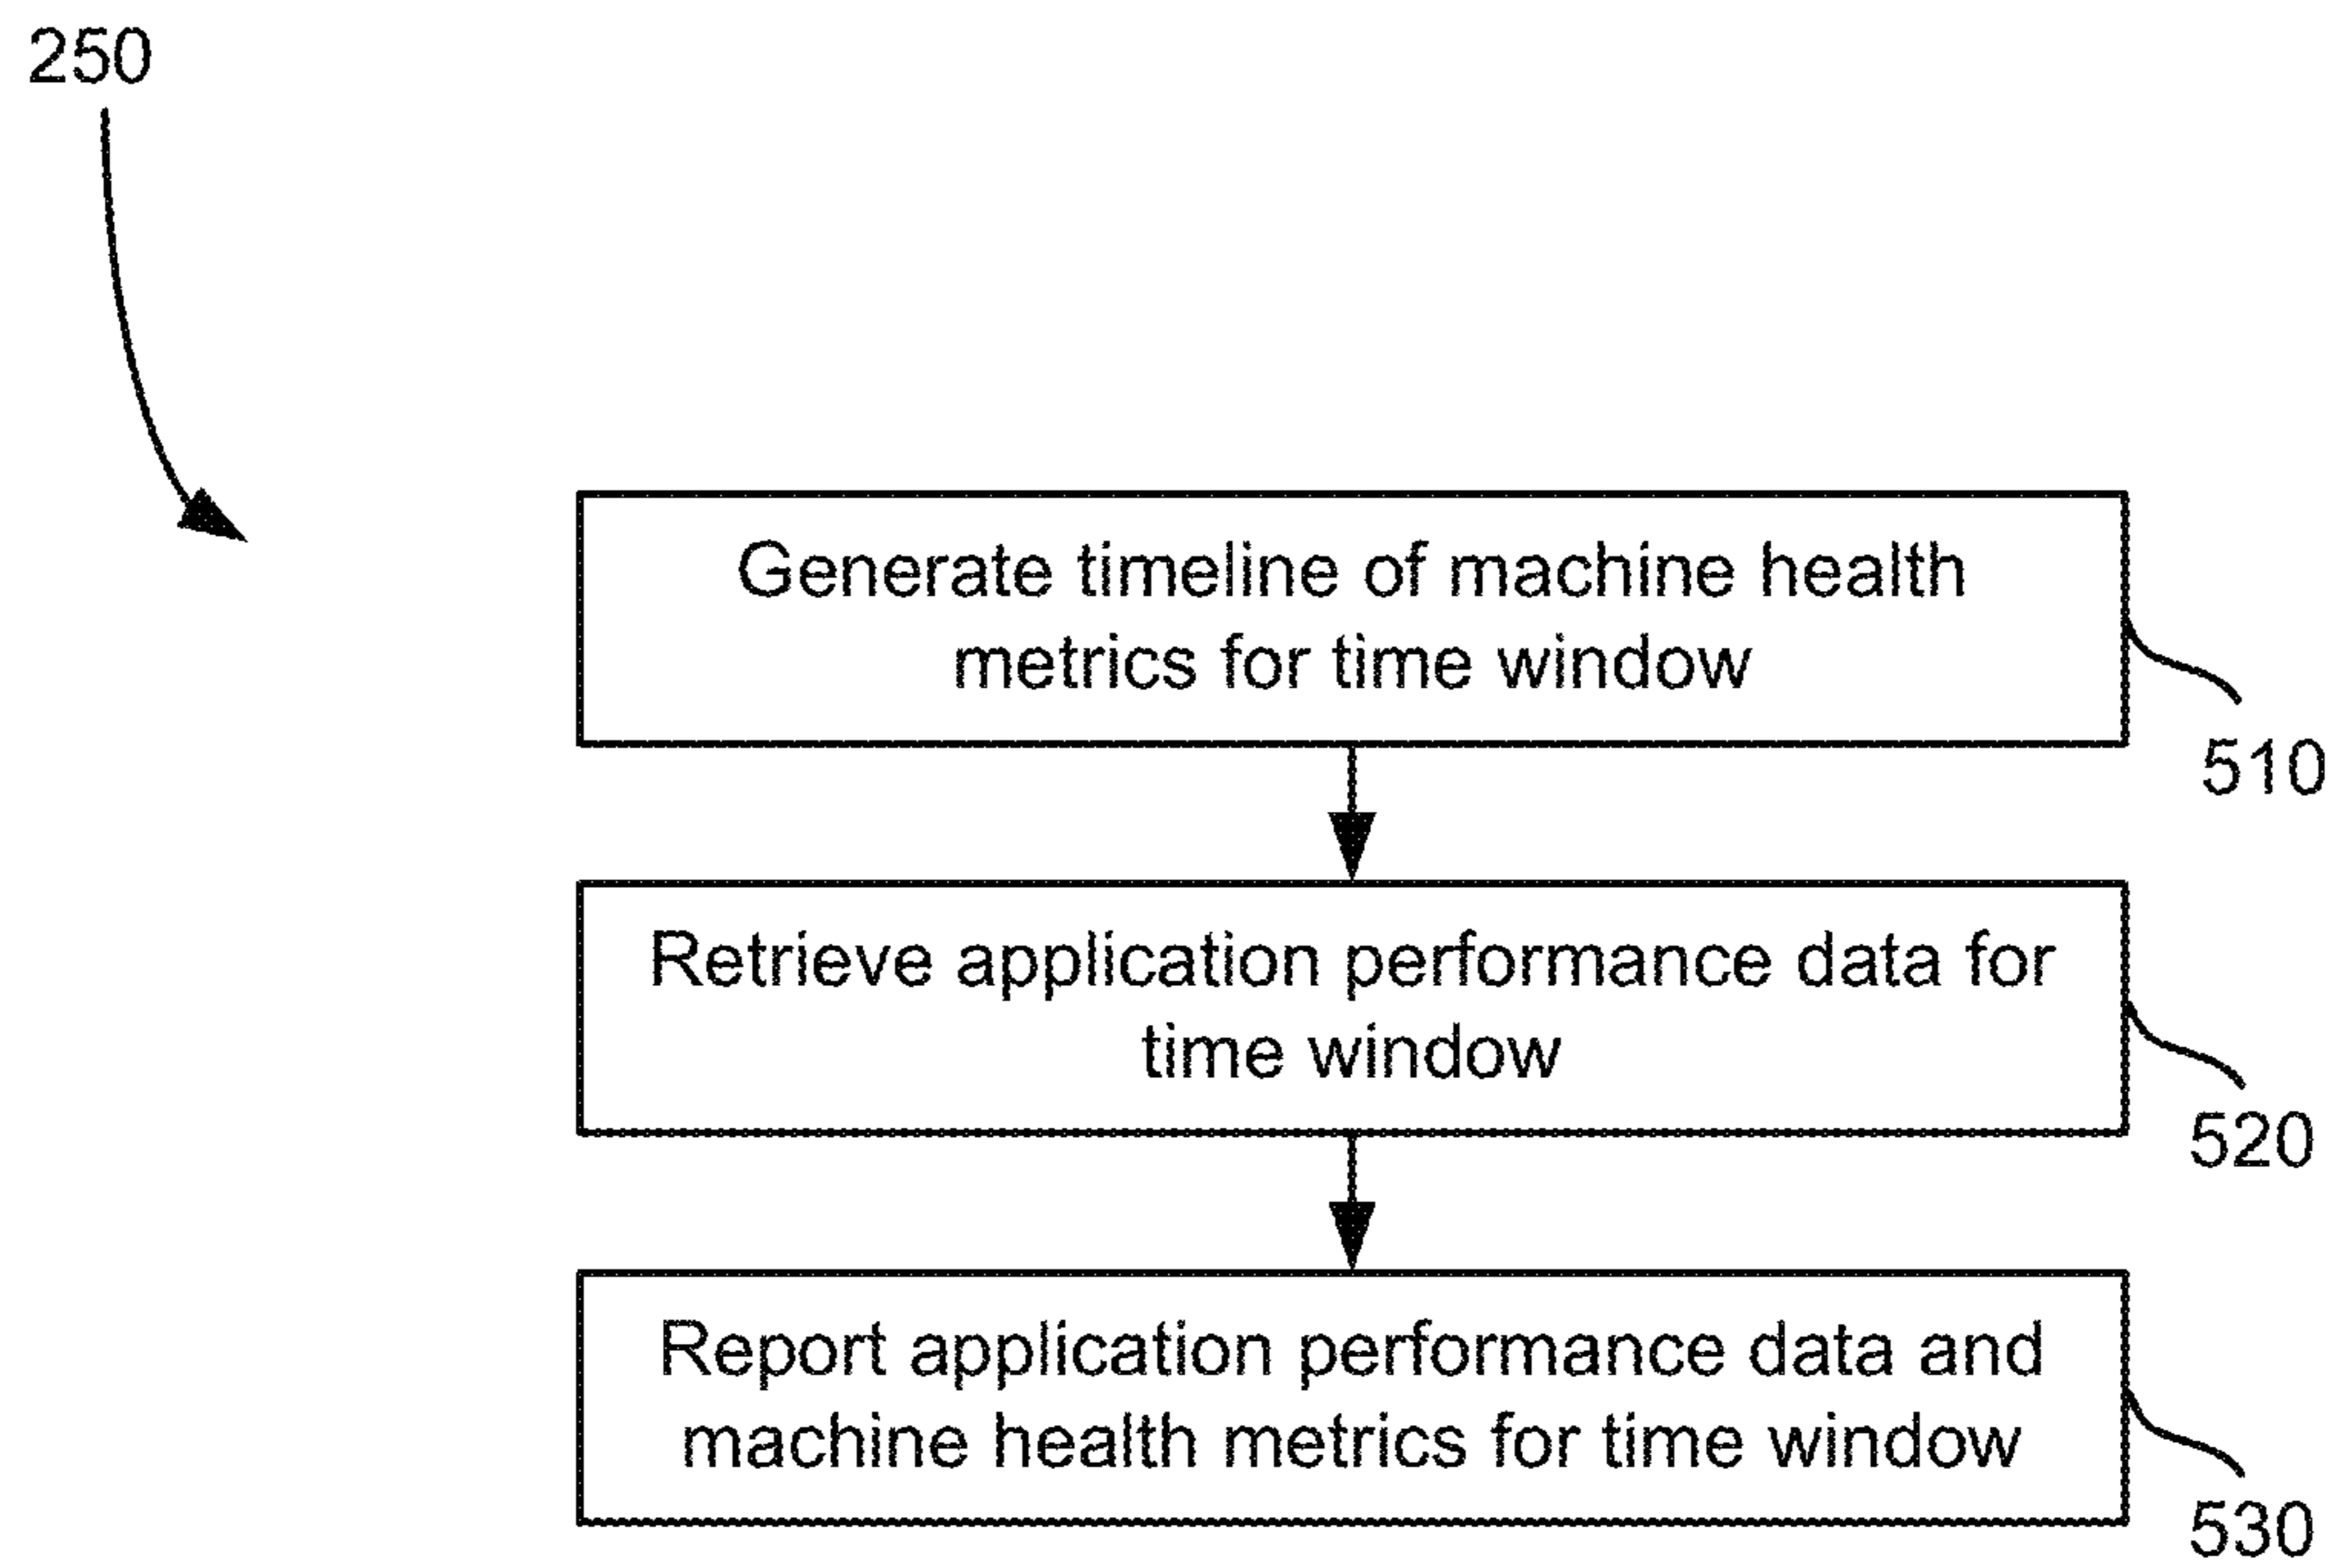 250
Generate timeline of machine health
metrics for time window
510
Retrieve application performance data for
time window
520
Report application performance data and
machine health metrics for time window
530